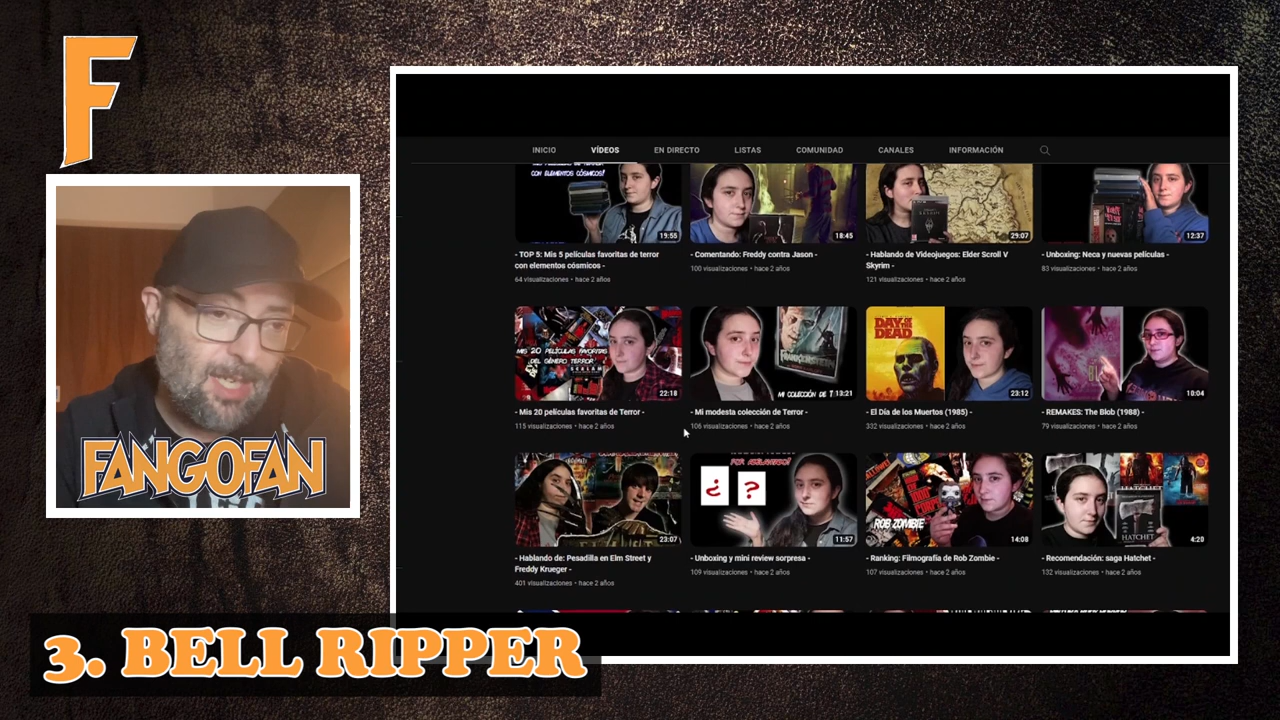 F
FANGOFAN
3. BELL RIPPER
INICIO VÍDEOS EN DIRECTO LISTAS COMUNIDAD CANALES INFORMACIÓN
CON ELEMENTOS CÓSMICOS!
19:55
18:45
29:07
12:37
- TOP 5: Mis 5 películas favoritas de terror
con elementos cósmicos -
64 visualizaciones • hace 2 años
- Comentando: Freddy contra Jason -
100 visualizaciones • hace 2 años
- Hablando de Videojuegos: Elder Scroll V
Skyrim -
121 visualizaciones • hace 2 años
- Unboxing: Neca y nuevas películas -
83 visualizaciones • hace 2 años
MIS 20 PELÍCULAS FAVORITAS
DEL GÉNERO TERROR
SCREAM
22:18
FRANKENSTEIN
MI COLECCIÓN DE T
13:21
DAY OF
THE
DEAD
23:12
10:04
- Mis 20 películas favoritas de Terror -
115 visualizaciones • hace 2 años
- Mi modesta colección de Terror -
106 visualizaciones • hace 2 años
- El Día de los Muertos (1985) -
332 visualizaciones • hace 2 años
- REMAKES: The Blob (1988) -
79 visualizaciones • hace 2 años
23:07
¿ ?
11:57
ROB ZOMBIE
14:08
HATCHET
HATCHET
4:20
- Hablando de: Pesadilla en Elm Street y
Freddy Krueger -
401 visualizaciones • hace 2 años
- Unboxing y mini review sorpresa -
109 visualizaciones • hace 2 años
- Ranking: Filmografía de Rob Zombie -
107 visualizaciones • hace 2 años
- Recomendación: saga Hatchet -
132 visualizaciones • hace 2 años